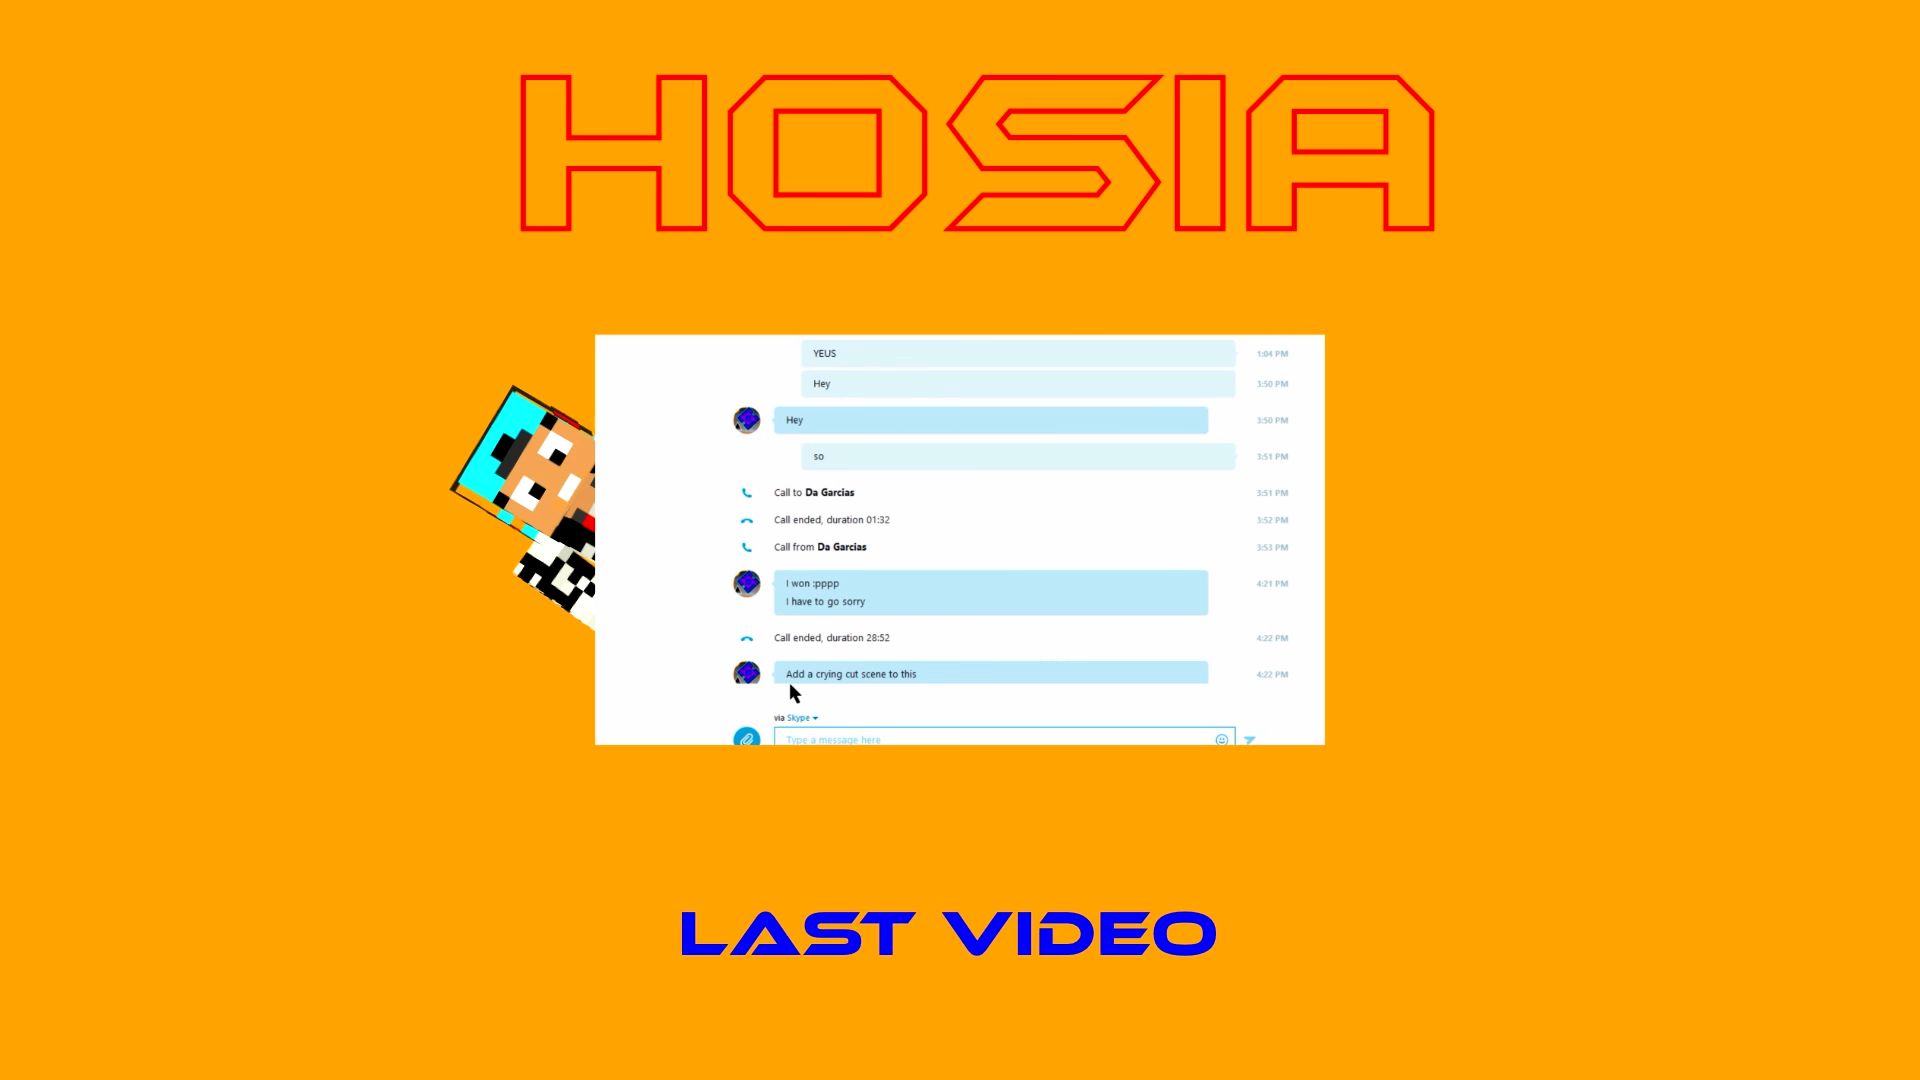 HOSIA
YEUS 1:04 PM
Hey 3:50 PM
Hey 3:50 PM
so 3:51 PM
Call to Da Garcias 3:51 PM
Call ended, duration 01:32 3:52 PM
Call from Da Garcias 3:53 PM
I won :pppp 4:21 PM
I have to go sorry
Call ended, duration 28:52 4:22 PM
Add a crying cut scene to this 4:22 PM
via Skype
Type a message here
LAST VIDEO